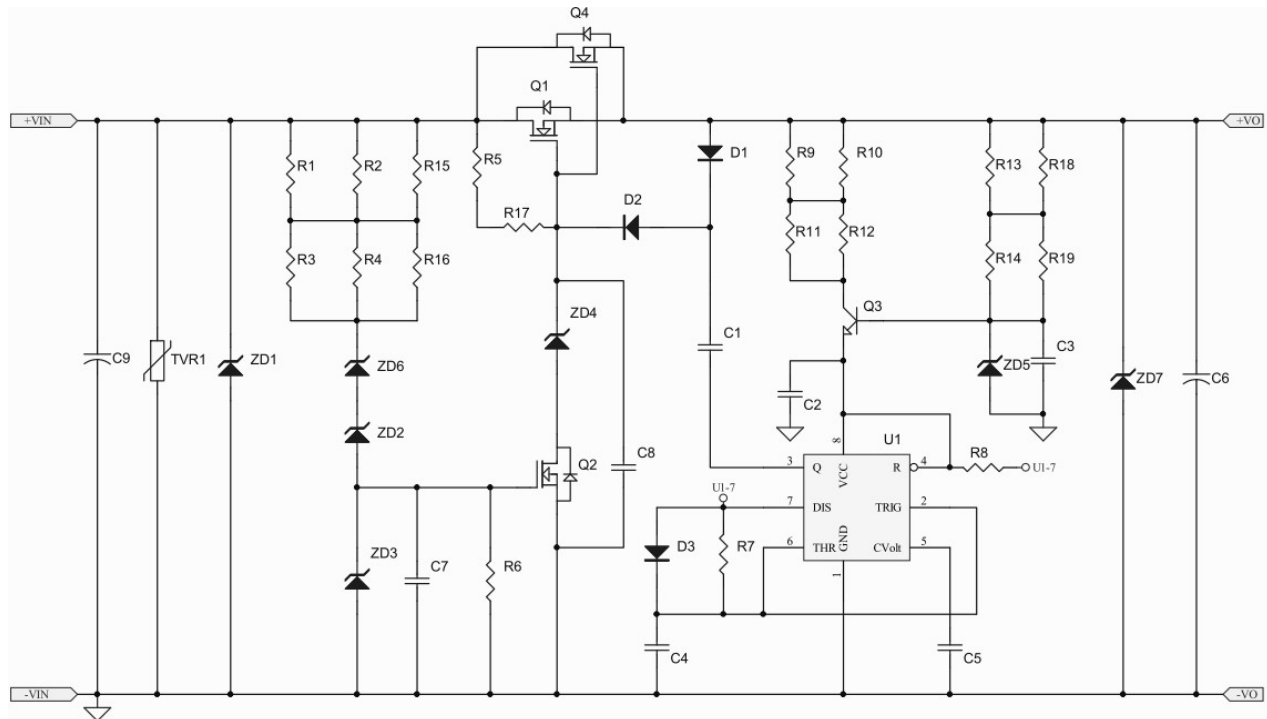 Q4
Q1
+VIN
+VO
R1
R2
R15
R5
D1
R9
R10
R13
R18
D2
R17
R3
R4
R16
R11
R12
R14
R19
ZD4
Q3
C1
C9
TVR1
ZD1
ZD6
ZD5
C3
ZD7
C6
C2
ZD2
Q2
C8
8
U1
3
Q
VCC
R
4
R8
U1-7
U1-7
7
DIS
TRIG
2
ZD3
C7
R6
D3
R7
6
THR
GND
CVolt
5
1
C4
C5
-VIN
-VO